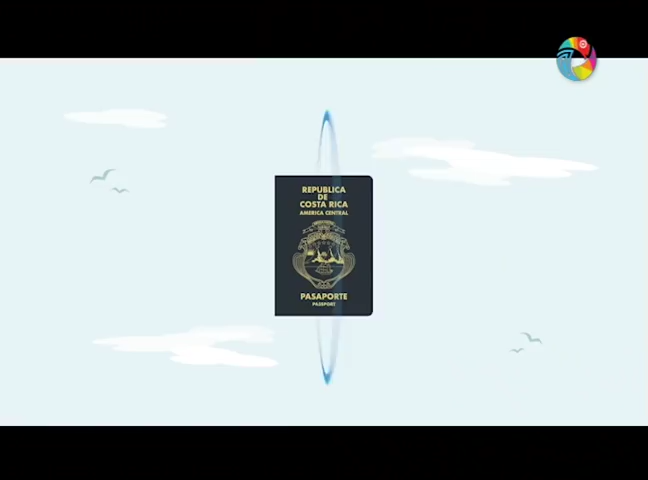 REPUBLICA
DE
COSTA RICA
AMERICA CENTRAL
PASAPORTE
PASSPORT